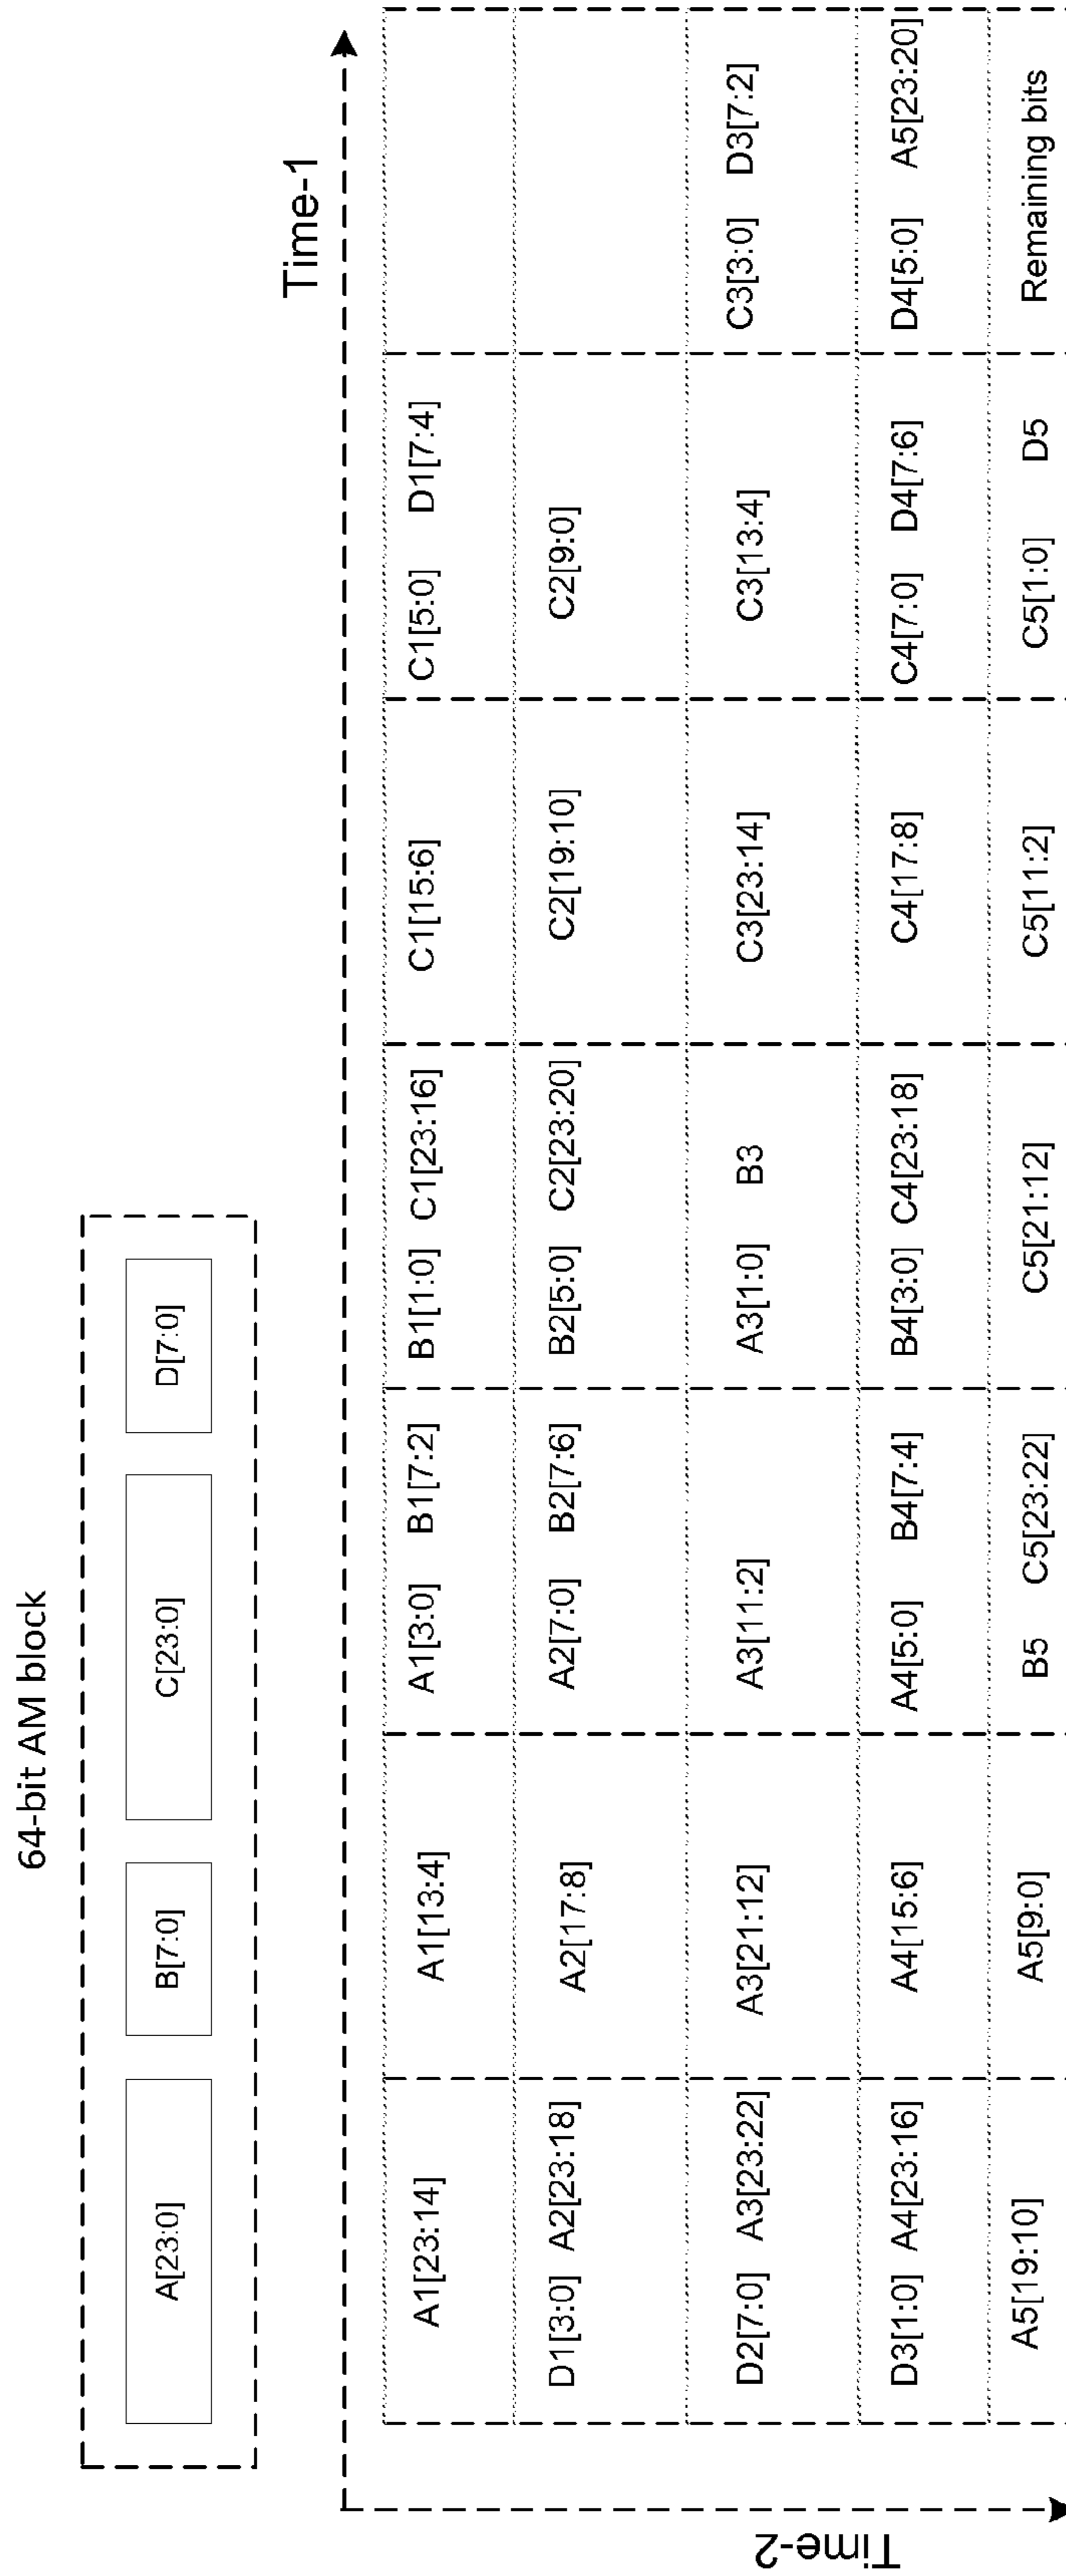 64-bit AM block
A[23:0] B[7:0] C[23:0] D[7:0]
Time-1
Time-2
A1[23:14] A1[13:4] A1[3:0] B1[7:2] B1[1:0] C1[23:16] C1[15:6] C1[5:0] D1[7:4]
D1[3:0] A2[23:18] A2[17:8] A2[7:0] B2[7:6] B2[5:0] C2[23:20] C2[19:10] C2[9:0]
D2[7:0] A3[23:22] A3[21:12] A3[11:2] A3[1:0] B3 C3[23:14] C3[13:4] C3[3:0] D3[7:2]
D3[1:0] A4[23:16] A4[15:6] A4[5:0] B4[7:4] B4[3:0] C4[23:18] C4[17:8] C4[7:0] D4[7:6] D4[5:0] A5[23:20]
A5[19:10] A5[9:0] B5 C5[23:22] C5[21:12] C5[11:2] C5[1:0] D5 Remaining bits